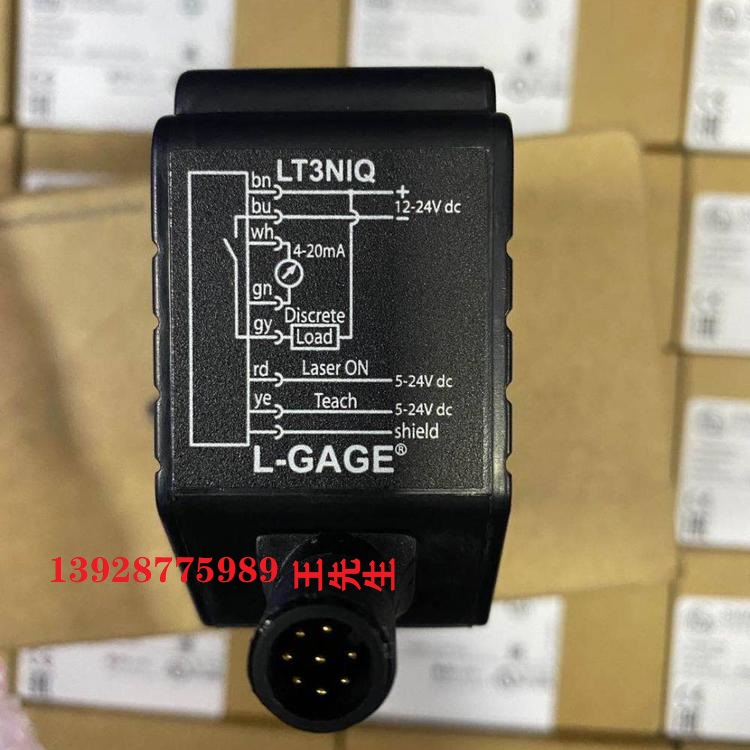 LT3NIQ
bn
+
bu
12-24V dc
−
wh
4-20mA
gn
Discrete
gy
Load
rd Laser ON 5-24V dc
ye Teach 5-24V dc
shield
L-GAGE®
13928775989 王先生